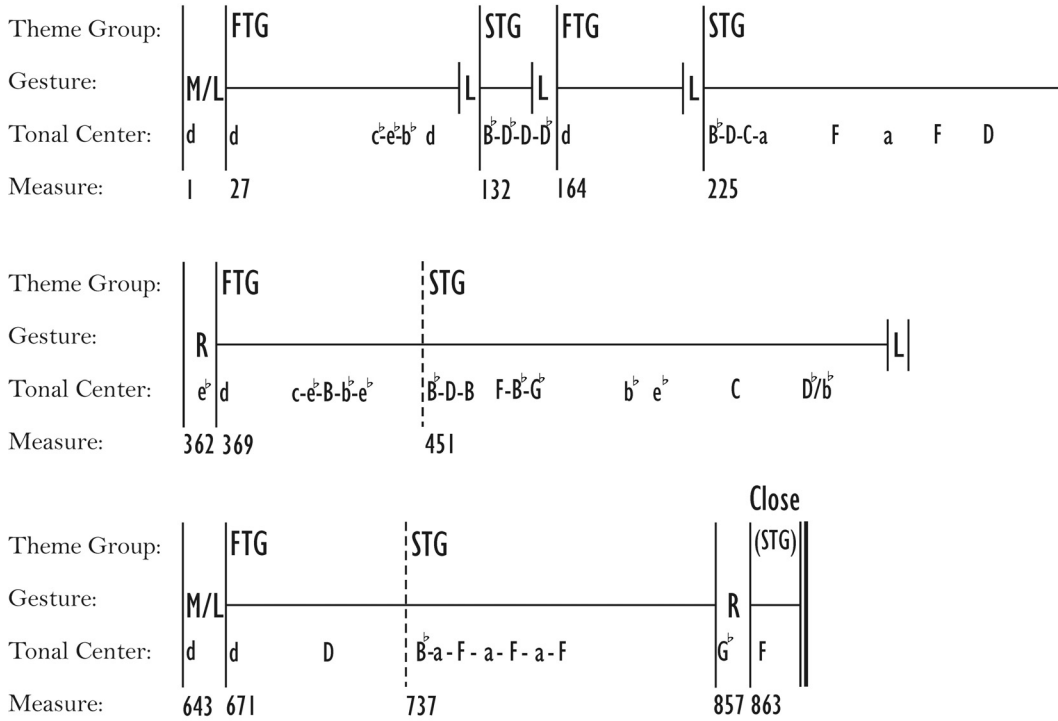 Theme Group: FTG STG FTG STG
Gesture: M/L L L L
Tonal Center: d d c♭-e♭-b♭ d B♭-D♭-D-D♭ d B♭-D-C-a F a F D
Measure: 1 27 132 164 225
Theme Group: FTG STG
Gesture: R L
Tonal Center: e♭ d c-e♭-B-b♭-e♭ B♭-D-B F-B♭-G♭ b♭ e♭ C D♭/b♭
Measure: 362 369 451
Close
Theme Group: FTG STG (STG)
Gesture: M/L R
Tonal Center: d d D B♭-a-F-a-F-a-F G♭ F
Measure: 643 671 737 857 863